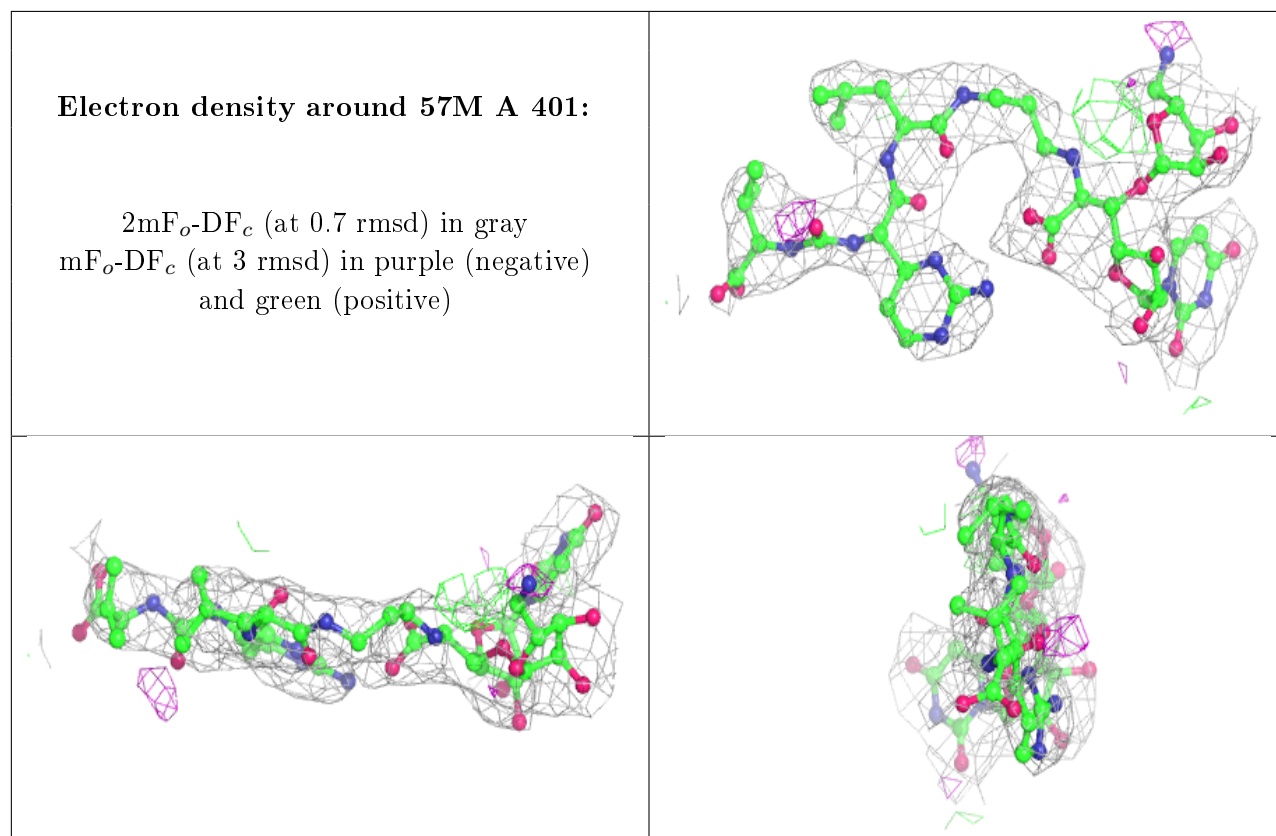 Electron density around 57M A 401:
2mFₒ-DF𝒸 (at 0.7 rmsd) in gray
mFₒ-DF𝒸 (at 3 rmsd) in purple (negative)
and green (positive)